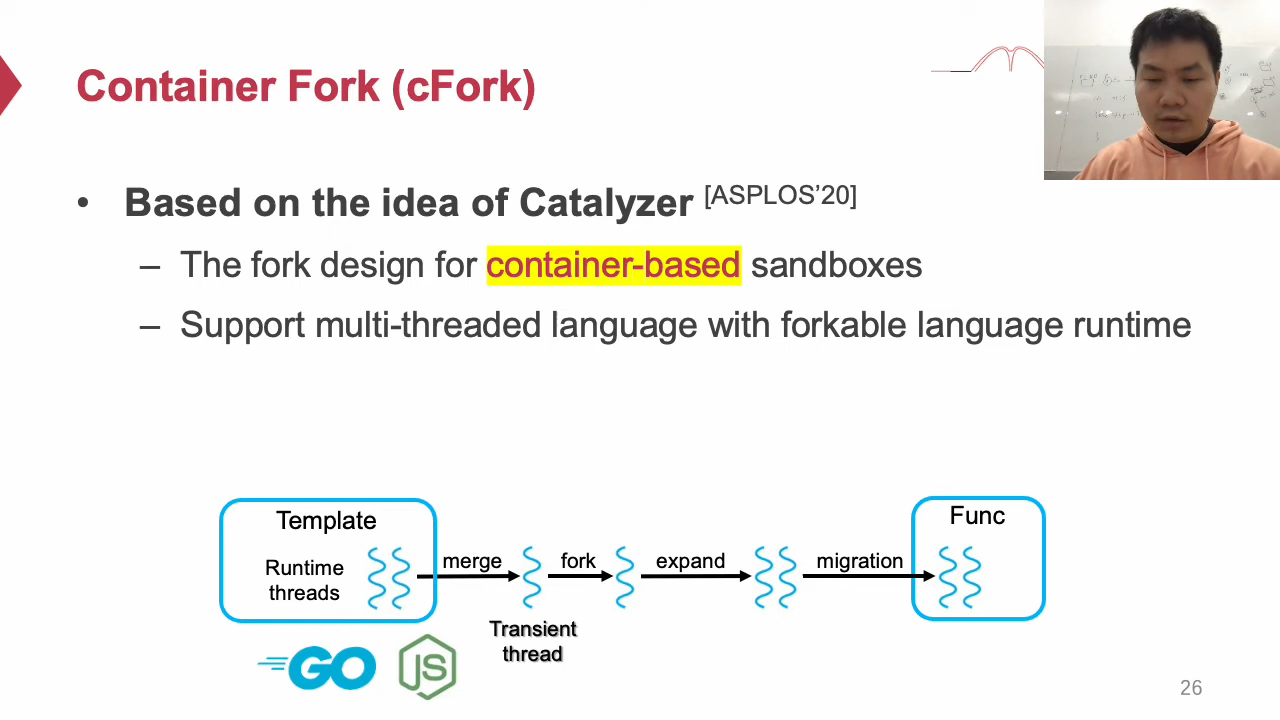 Container Fork (cFork)
• Based on the idea of Catalyzer [ASPLOS’20]
– The fork design for container-based sandboxes
– Support multi-threaded language with forkable language runtime
Template
Runtime
threads
merge
fork
expand
migration
Func
Transient
thread
GO
JS
26